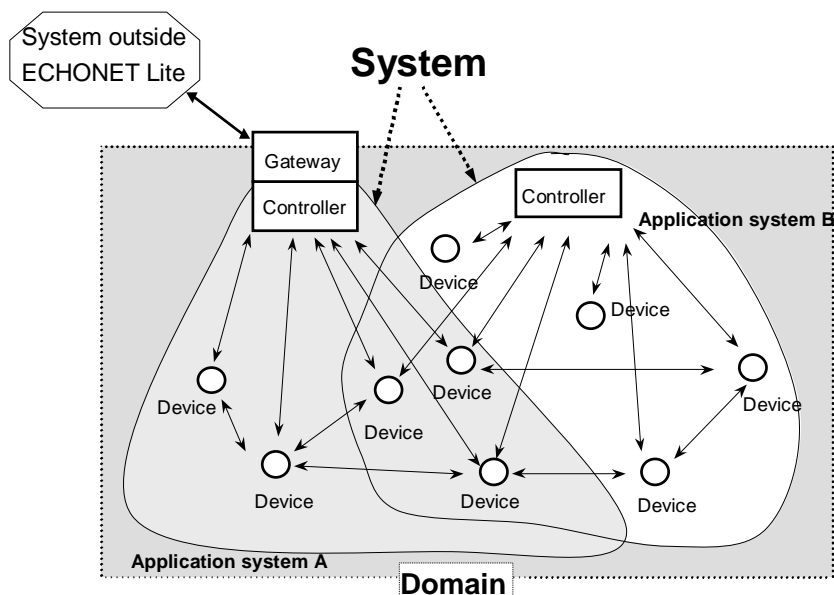 System outside
ECHONET Lite
System
Gateway
Controller
Controller
Application system B
Device
Device
Device
Device
Device
Device
Device
Device
Device
Application system A
Domain